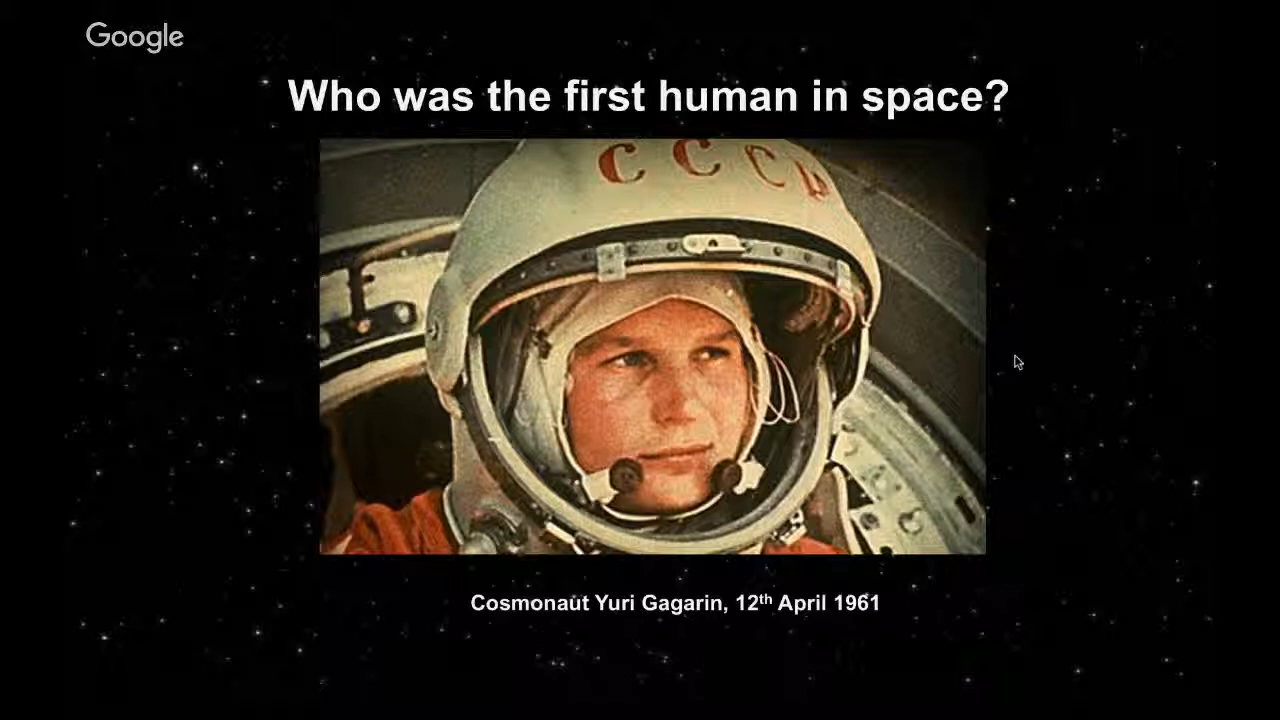 Google
Who was the first human in space?
СССР
Cosmonaut Yuri Gagarin, 12th April 1961